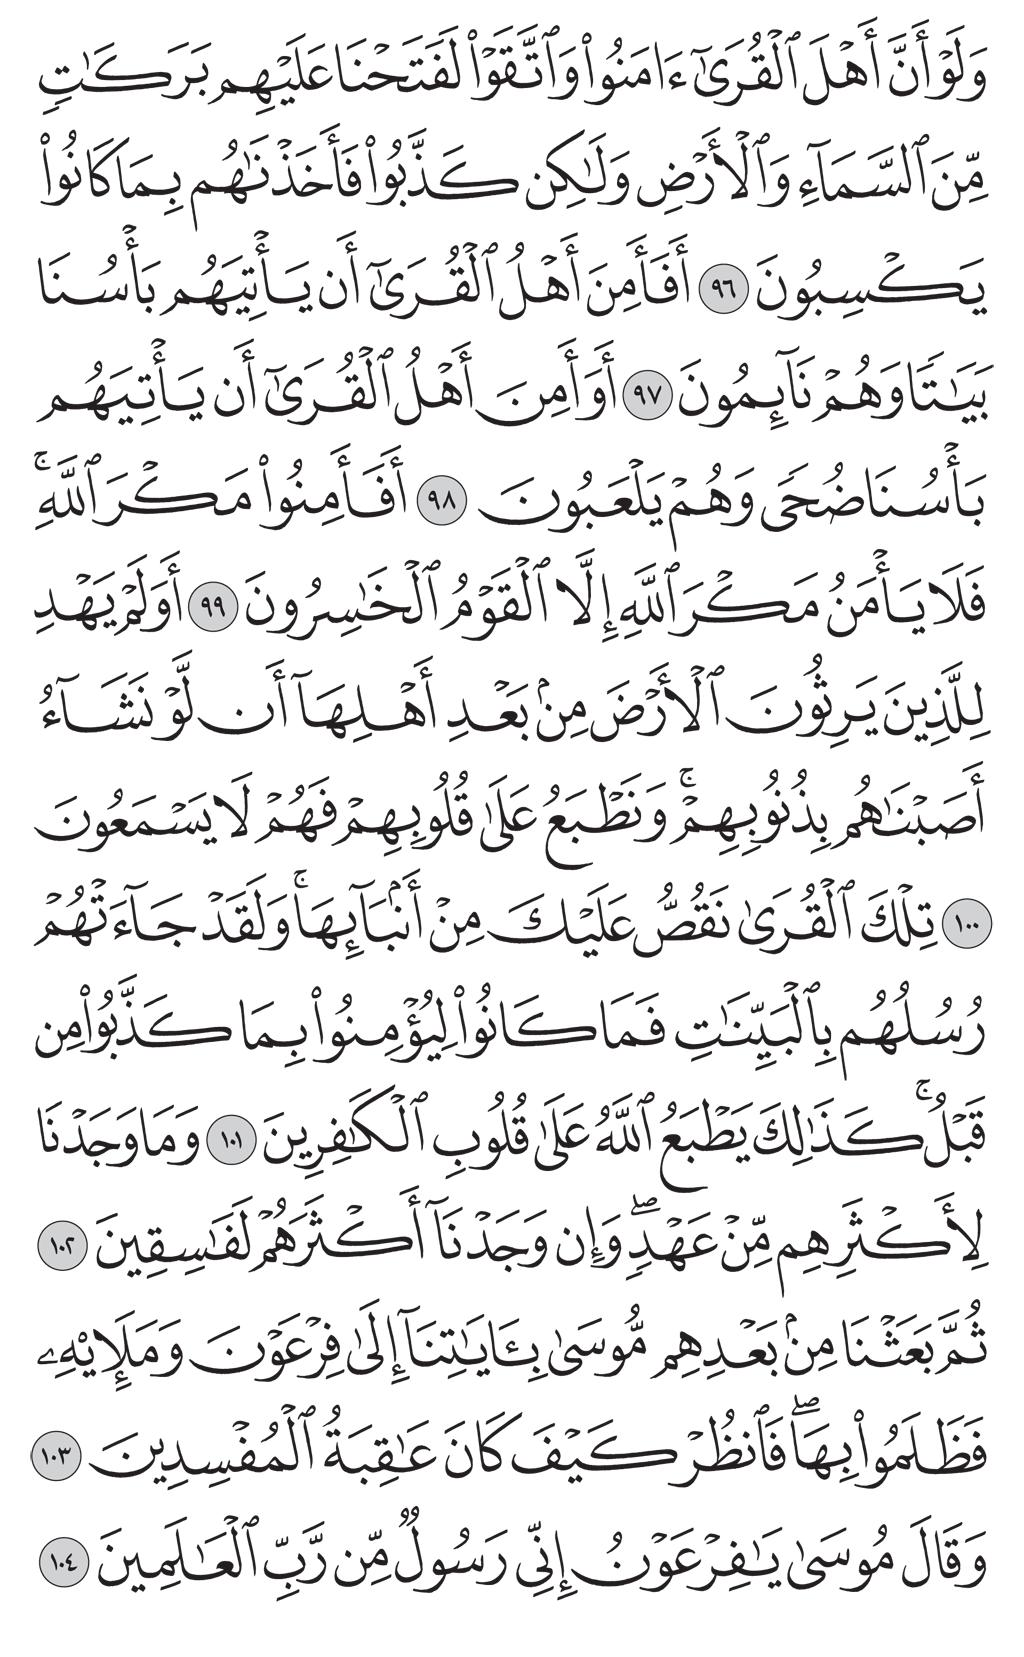 وَلَوْ أَنَّ أَهْلَ ٱلْقُرَىٰٓ ءَامَنُوا۟ وَٱتَّقَوْا۟ لَفَتَحْنَا عَلَيْهِم بَرَكَٰتٍ
مِّنَ ٱلسَّمَآءِ وَٱلْأَرْضِ وَلَٰكِن كَذَّبُوا۟ فَأَخَذْنَٰهُم بِمَا كَانُوا۟
يَكْسِبُونَ ٩٦ أَفَأَمِنَ أَهْلُ ٱلْقُرَىٰٓ أَن يَأْتِيَهُم بَأْسُنَا
بَيَٰتًا وَهُمْ نَآئِمُونَ ٩٧ أَوَأَمِنَ أَهْلُ ٱلْقُرَىٰٓ أَن يَأْتِيَهُم
بَأْسُنَا ضُحًى وَهُمْ يَلْعَبُونَ ٩٨ أَفَأَمِنُوا۟ مَكْرَ ٱللَّهِ ۚ
فَلَا يَأْمَنُ مَكْرَ ٱللَّهِ إِلَّا ٱلْقَوْمُ ٱلْخَٰسِرُونَ ٩٩ أَوَلَمْ يَهْدِ
لِلَّذِينَ يَرِثُونَ ٱلْأَرْضَ مِنۢ بَعْدِ أَهْلِهَآ أَن لَّوْ نَشَآءُ
أَصَبْنَٰهُم بِذُنُوبِهِمْ ۚ وَنَطْبَعُ عَلَىٰ قُلُوبِهِمْ فَهُمْ لَا يَسْمَعُونَ
١٠٠ تِلْكَ ٱلْقُرَىٰ نَقُصُّ عَلَيْكَ مِنْ أَنۢبَآئِهَا ۚ وَلَقَدْ جَآءَتْهُمْ
رُسُلُهُم بِٱلْبَيِّنَٰتِ فَمَا كَانُوا۟ لِيُؤْمِنُوا۟ بِمَا كَذَّبُوا۟ مِن
قَبْلُ ۚ كَذَٰلِكَ يَطْبَعُ ٱللَّهُ عَلَىٰ قُلُوبِ ٱلْكَٰفِرِينَ ١٠١ وَمَا وَجَدْنَا
لِأَكْثَرِهِم مِّنْ عَهْدٍ ۖ وَإِن وَجَدْنَآ أَكْثَرَهُمْ لَفَٰسِقِينَ ١٠٢
ثُمَّ بَعَثْنَا مِنۢ بَعْدِهِم مُّوسَىٰ بِـَٔايَٰتِنَآ إِلَىٰ فِرْعَوْنَ وَمَلَإِي۟هِۦ
فَظَلَمُوا۟ بِهَا ۖ فَٱنظُرْ كَيْفَ كَانَ عَٰقِبَةُ ٱلْمُفْسِدِينَ ١٠٣
وَقَالَ مُوسَىٰ يَٰفِرْعَوْنُ إِنِّى رَسُولٌ مِّن رَّبِّ ٱلْعَٰلَمِينَ ١٠٤